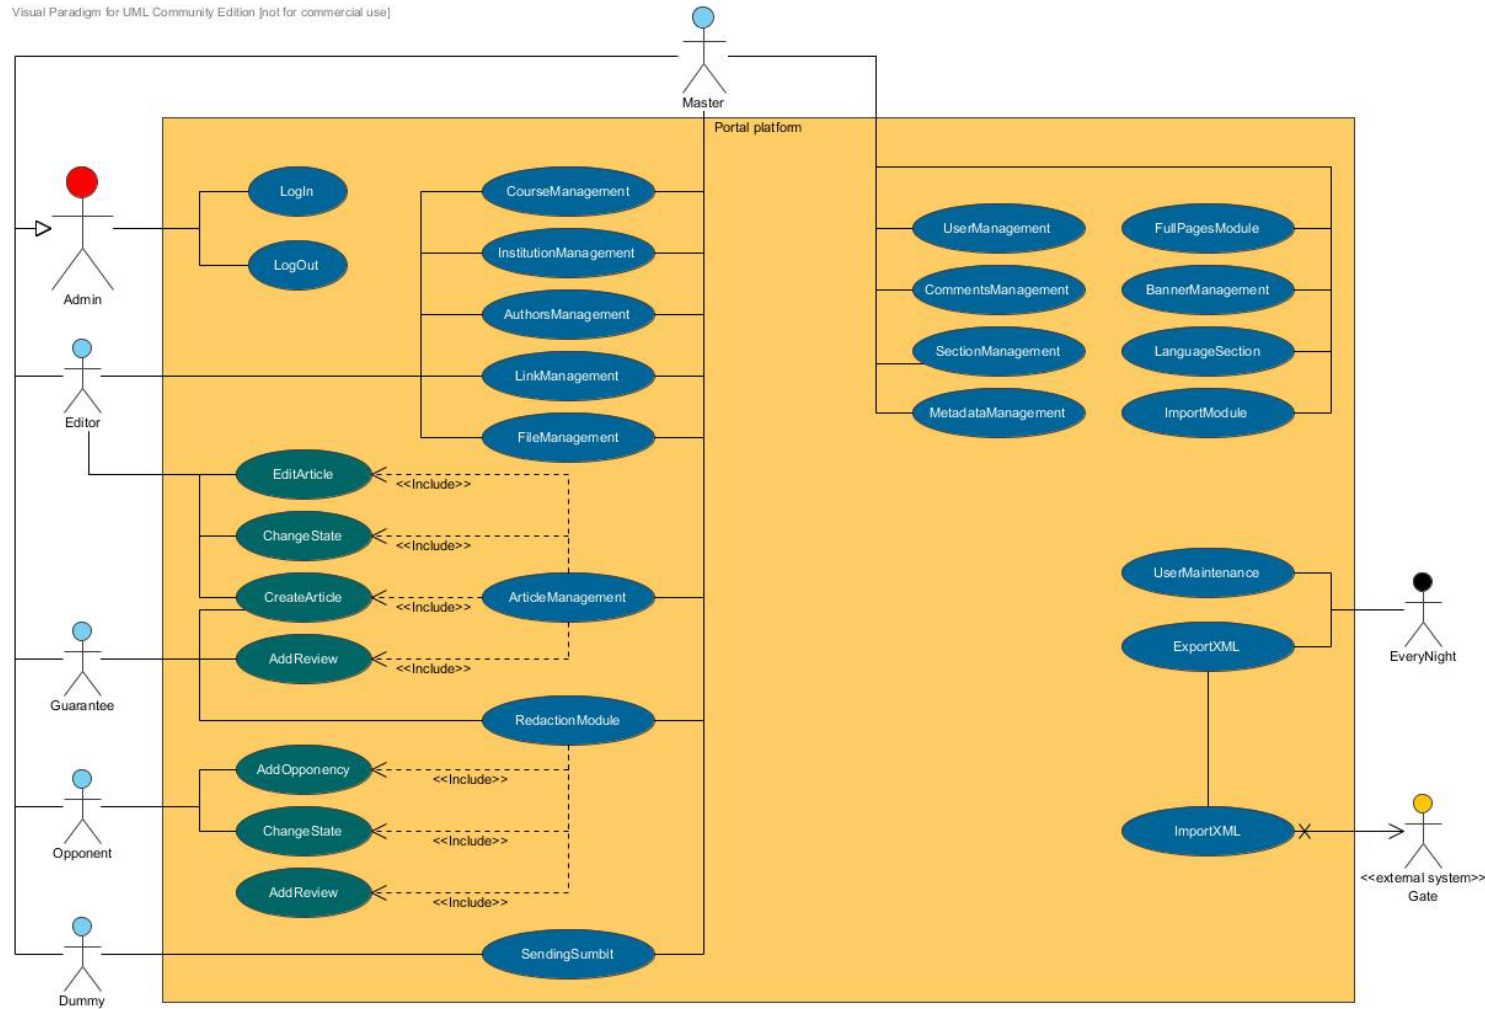 Visual Paradigm for UML Community Edition [not for commercial use]
Master
Portal platform
LogIn
CourseManagement
InstitutionManagement
UserManagement
FullPagesModule
LogOut
CommentsManagement
BannerManagement
Admin
AuthorsManagement
SectionManagement
LanguageSection
LinkManagement
MetadataManagement
ImportModule
Editor
FileManagement
EditArticle
<<Include>>
ChangeState
<<Include>>
UserMaintenance
CreateArticle
<<Include>>
ArticleManagement
ExportXML
EveryNight
AddReview
<<Include>>
Guarantee
RedactionModule
AddOpponency
<<Include>>
ChangeState
<<Include>>
ImportXML
Opponent
<<external system>>
Gate
AddReview
<<Include>>
SendingSumbit
Dummy